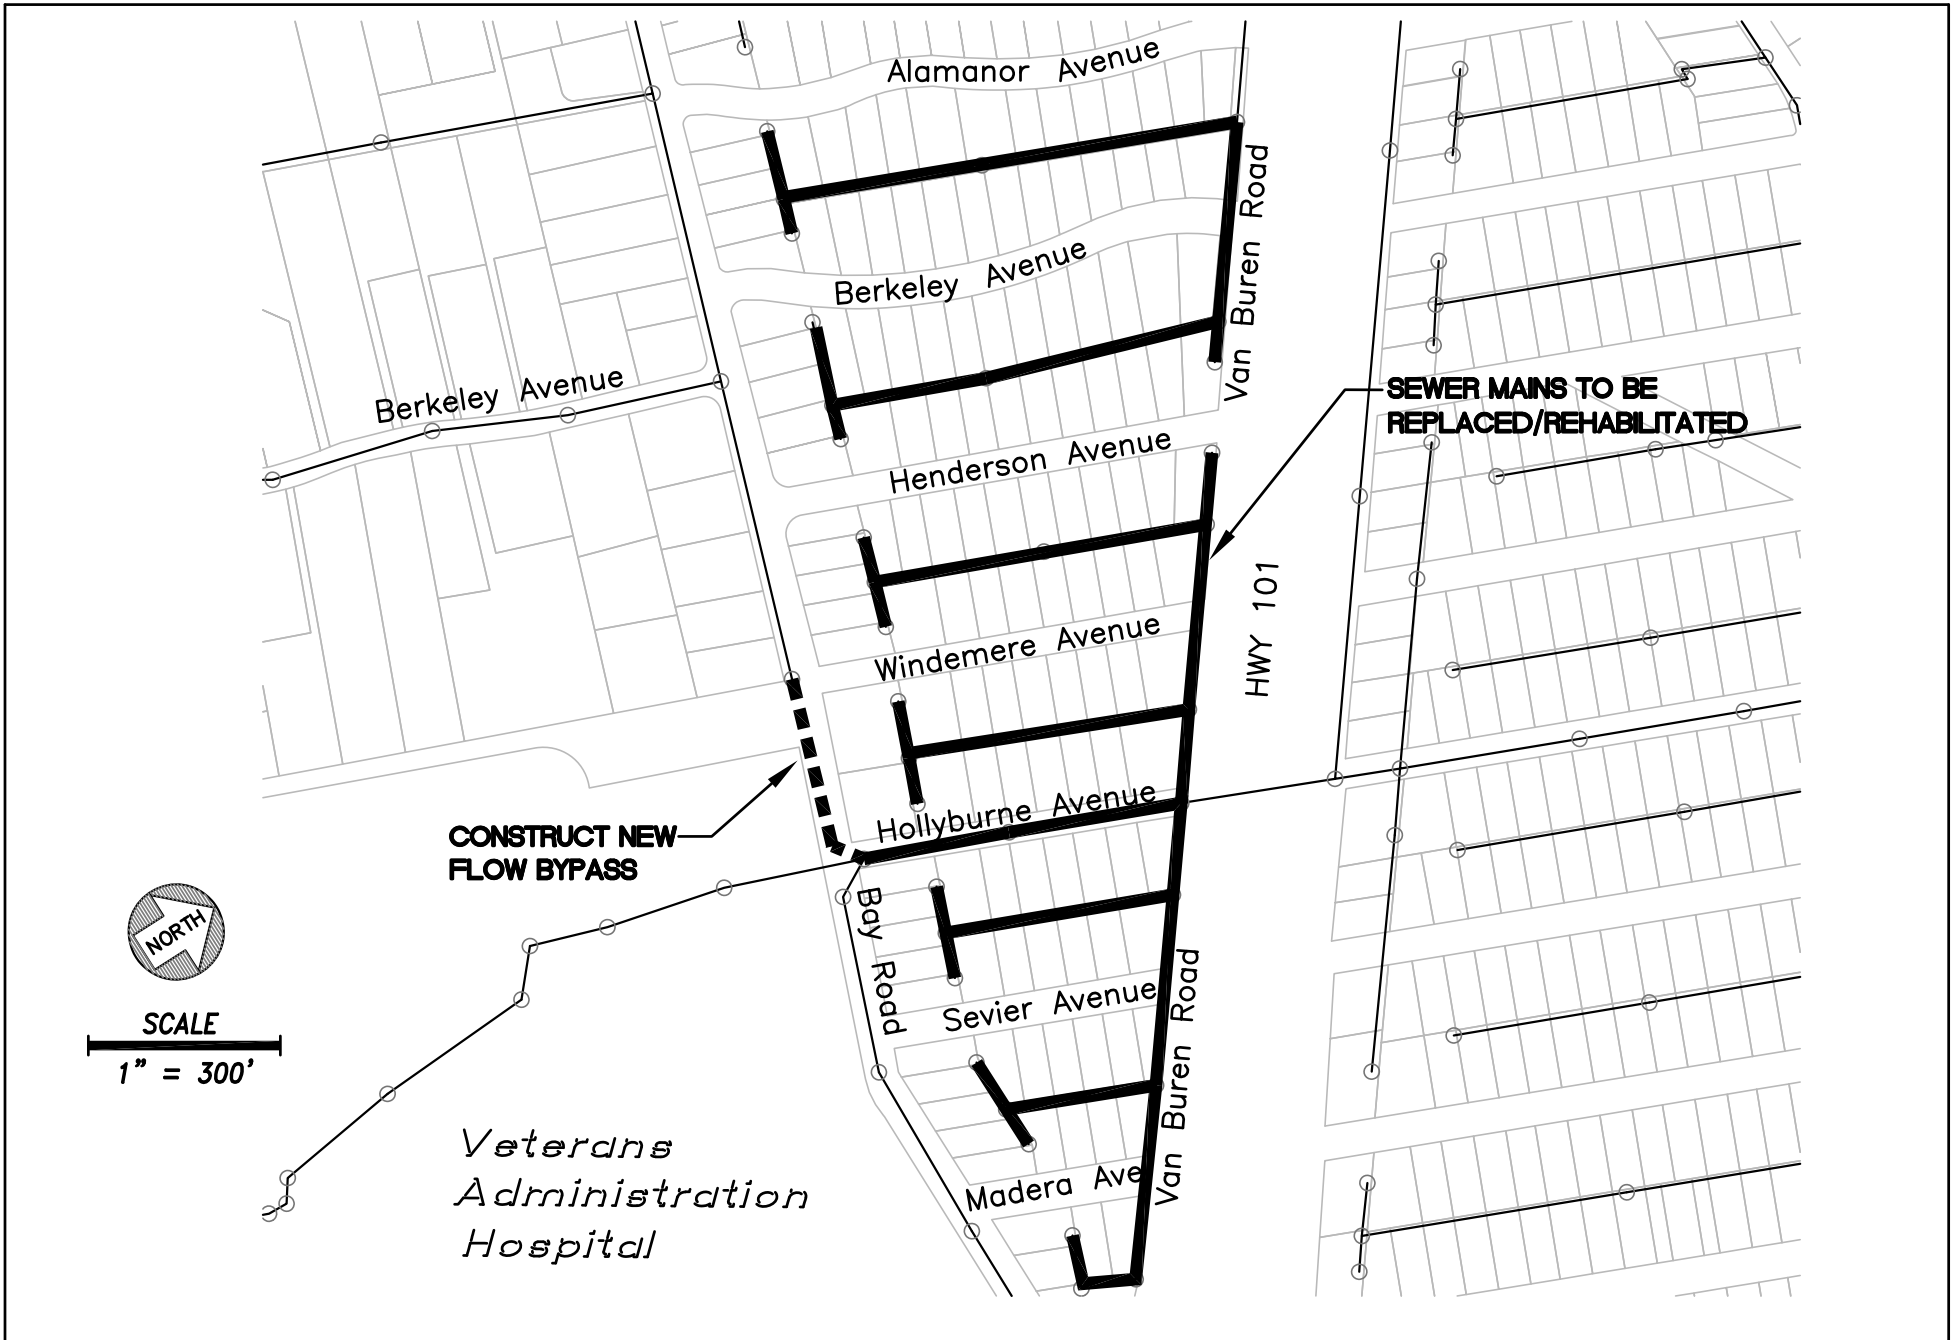 Alamanor Avenue
Van Buren Road
Berkeley Avenue
Berkeley Avenue
SEWER MAINS TO BE
REPLACED/REHABILITATED
Henderson Avenue
HWY 101
Windemere Avenue
Hollyburne Avenue
CONSTRUCT NEW
FLOW BYPASS
Bay Road
NORTH
Van Buren Road
Sevier Avenue
SCALE
1" = 300'
Veterans
Administration
Hospital
Madera Ave